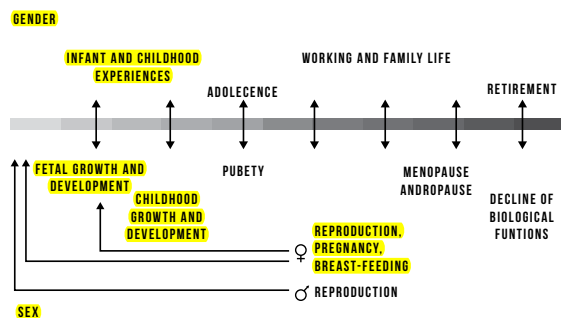 GENDER
INFANT AND CHILDHOOD
EXPERIENCES
ADOLECENCE
WORKING AND FAMILY LIFE
RETIREMENT
FETAL GROWTH AND
DEVELOPMENT
CHILDHOOD
GROWTH AND
DEVELOPMENT
PUBETY
MENOPAUSE
ANDROPAUSE
DECLINE OF
BIOLOGICAL
FUNTIONS
♀ REPRODUCTION,
PREGNANCY,
BREAST-FEEDING
♂ REPRODUCTION
SEX